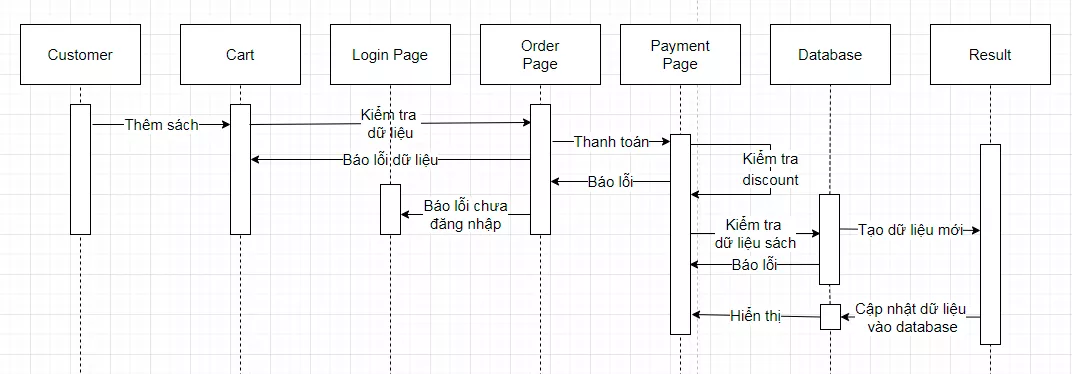 Customer
Cart
Login Page
Order
Page
Payment
Page
Database
Result
Thêm sách
Kiểm tra
dữ liệu
Thanh toán
Báo lỗi dữ liệu
Kiểm tra
discount
Báo lỗi
Báo lỗi chưa
đăng nhập
Kiểm tra
dữ liệu sách
Tạo dữ liệu mới
Báo lỗi
Hiển thị
Cập nhật dữ liệu
vào database